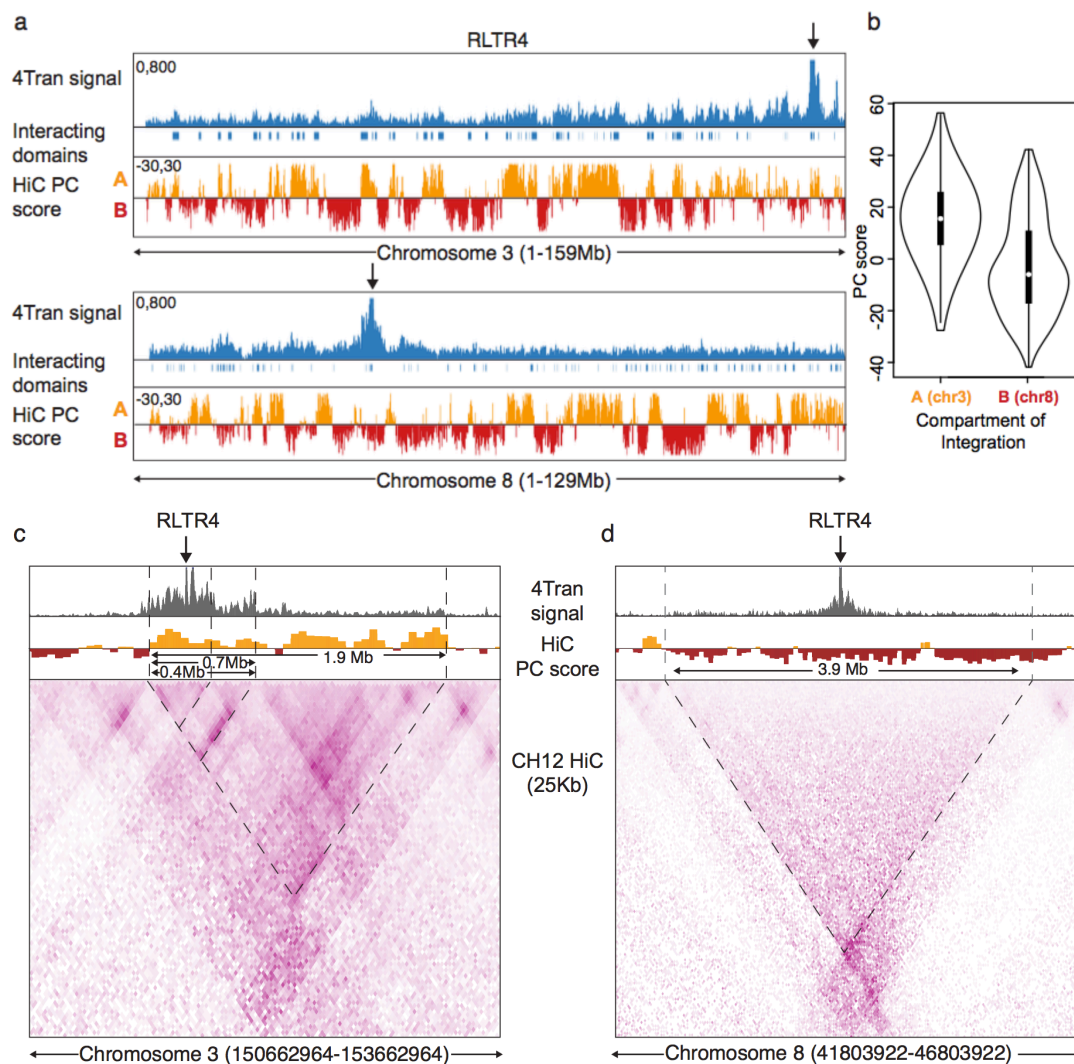 a
RLTR4
4Tran signal
0,800
Interacting
domains
HiC PC
score
A
B
-30,30
Chromosome 3 (1-159Mb)
4Tran signal
0,800
Interacting
domains
HiC PC
score
A
B
-30,30
Chromosome 8 (1-129Mb)
b
PC score
60
40
20
0
-20
-40
A (chr3)
B (chr8)
Compartment of
Integration
c
RLTR4
0.7Mb
1.9 Mb
0.4Mb
Chromosome 3 (150662964-153662964)
4Tran
signal
HiC
PC score
CH12 HiC
(25Kb)
d
RLTR4
3.9 Mb
Chromosome 8 (41803922-46803922)